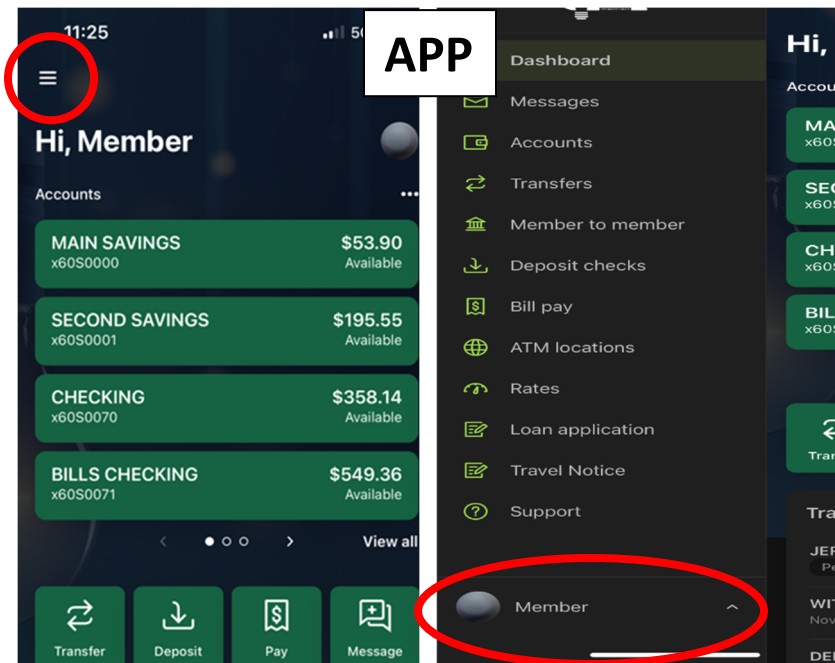 11:25
APP
Hi, Member
Accounts
MAIN SAVINGS $53.90
x60S0000 Available
SECOND SAVINGS $195.55
x60S0001 Available
CHECKING $358.14
x60S0070 Available
BILLS CHECKING $549.36
x60S0071 Available
View all
Transfer Deposit Pay Message
Dashboard
Messages
Accounts
Transfers
Member to member
Deposit checks
Bill pay
ATM locations
Rates
Loan application
Travel Notice
Support
Member
Hi,